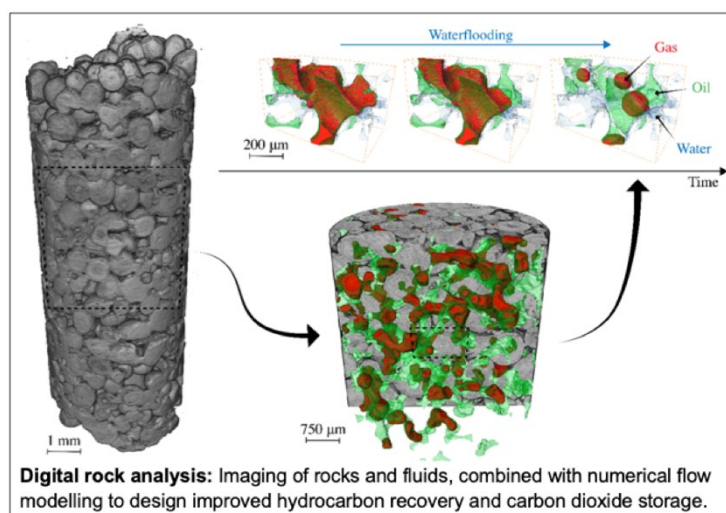 Waterflooding
Gas
Oil
Water
200 µm
Time
1 mm
750 µm
Digital rock analysis: Imaging of rocks and fluids, combined with numerical flow
modelling to design improved hydrocarbon recovery and carbon dioxide storage.